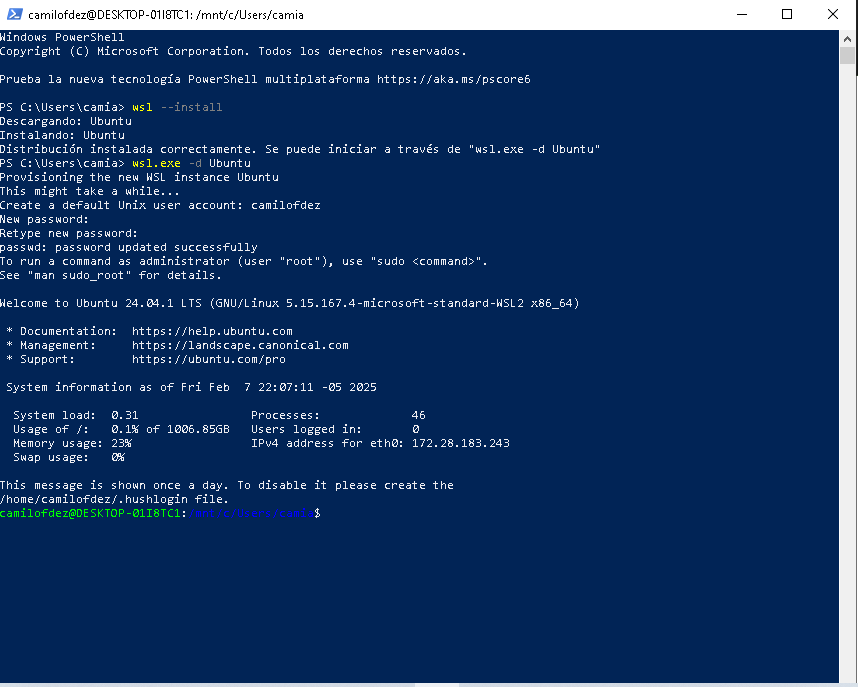 camilofdez@DESKTOP-01I8TC1: /mnt/c/Users/camia
Windows PowerShell
Copyright (C) Microsoft Corporation. Todos los derechos reservados.
Prueba la nueva tecnología PowerShell multiplataforma https://aka.ms/pscore6
PS C:\Users\camia> wsl --install
Descargando: Ubuntu
Instalando: Ubuntu
Distribución instalada correctamente. Se puede iniciar a través de "wsl.exe -d Ubuntu"
PS C:\Users\camia> wsl.exe -d Ubuntu
Provisioning the new WSL instance Ubuntu
This might take a while...
Create a default Unix user account: camilofdez
New password:
Retype new password:
passwd: password updated successfully
To run a command as administrator (user "root"), use "sudo <command>".
See "man sudo_root" for details.
Welcome to Ubuntu 24.04.1 LTS (GNU/Linux 5.15.167.4-microsoft-standard-WSL2 x86_64)
* Documentation:  https://help.ubuntu.com
* Management:     https://landscape.canonical.com
* Support:        https://ubuntu.com/pro
System information as of Fri Feb  7 22:07:11 -05 2025
System load:  0.31                Processes:             46
Usage of /:   0.1% of 1006.85GB   Users logged in:       0
Memory usage: 23%                 IPv4 address for eth0: 172.28.183.243
Swap usage:   0%
This message is shown once a day. To disable it please create the
/home/camilofdez/.hushlogin file.
camilofdez@DESKTOP-01I8TC1:/mnt/c/Users/camia$